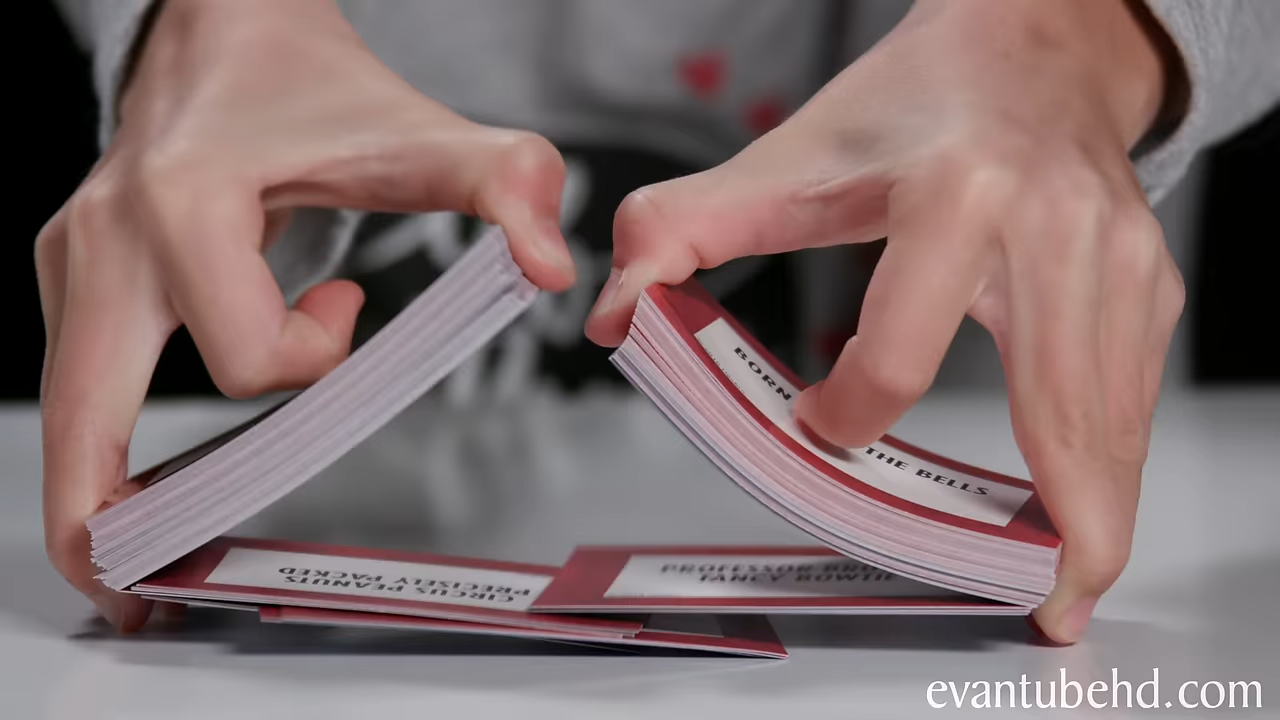 BORN
THE BELLS
CIRCUS PEANUTS
PRECISELY PACKED
PROFESSOR
FANCY BOWTIE
evantubehd.com